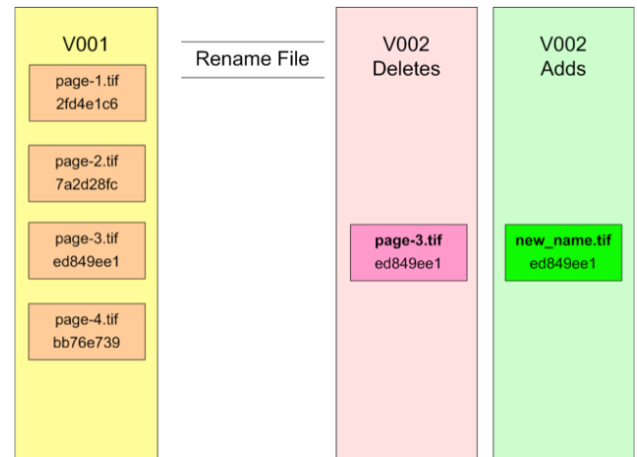 V001
page-1.tif
2fd4e1c6
page-2.tif
7a2d28fc
page-3.tif
ed849ee1
page-4.tif
bb76e739
Rename File
V002
Deletes
page-3.tif
ed849ee1
V002
Adds
new_name.tif
ed849ee1